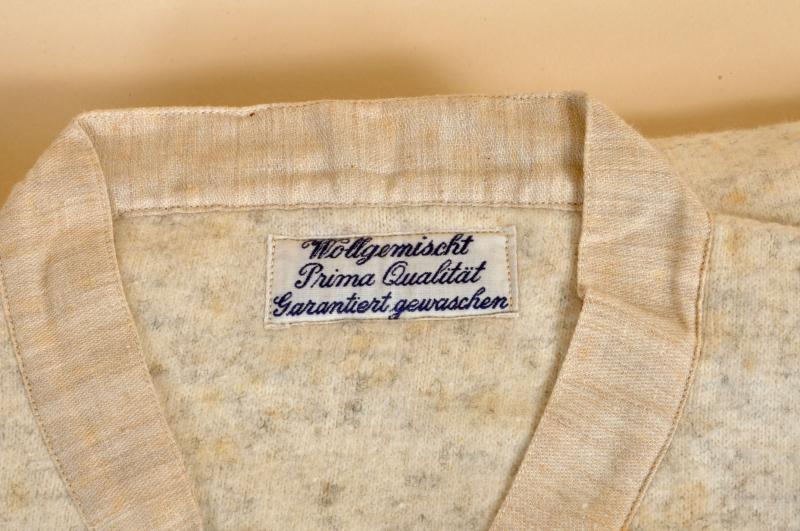 Wollgemischt
Prima Qualität
Garantiert gewaschen